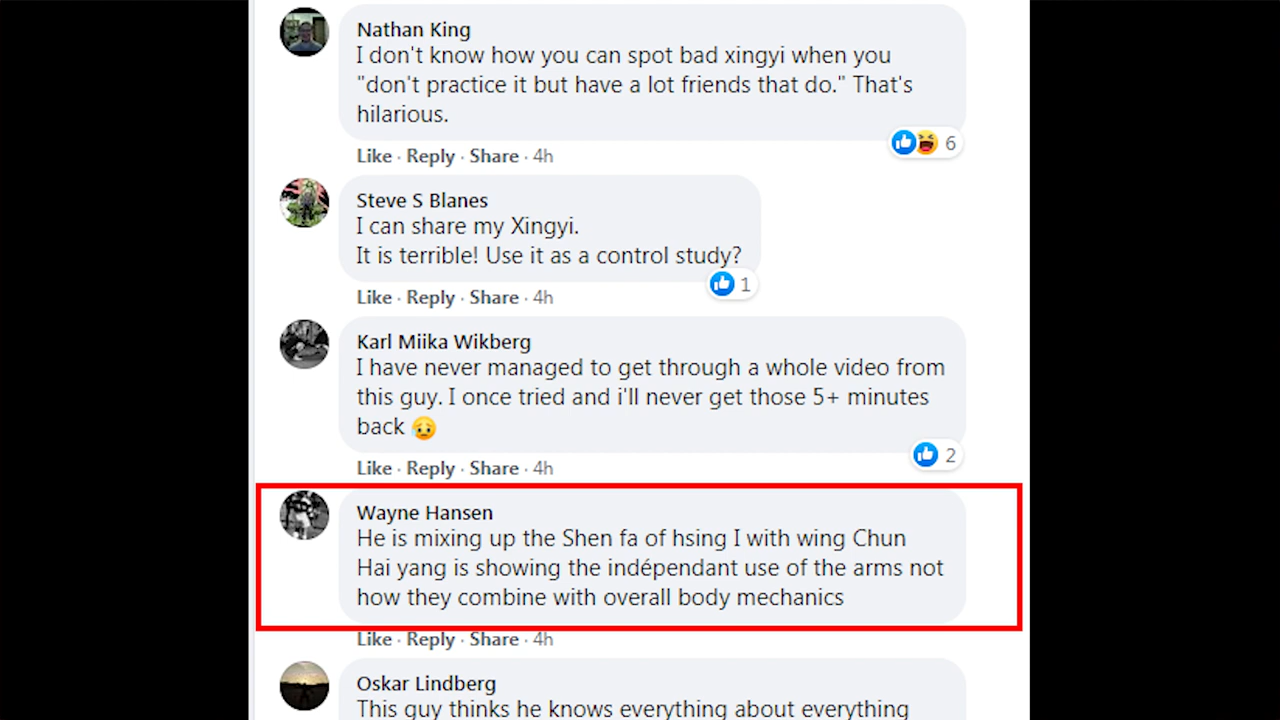 Nathan King
I don't know how you can spot bad xingyi when you
"don't practice it but have a lot friends that do." That's
hilarious.
6
Like · Reply · Share · 4h
Steve S Blanes
I can share my Xingyi.
It is terrible! Use it as a control study?
1
Like · Reply · Share · 4h
Karl Miika Wikberg
I have never managed to get through a whole video from
this guy. I once tried and i'll never get those 5+ minutes
back 😥
2
Like · Reply · Share · 4h
Wayne Hansen
He is mixing up the Shen fa of hsing I with wing Chun
Hai yang is showing the indépendant use of the arms not
how they combine with overall body mechanics
Like · Reply · Share · 4h
Oskar Lindberg
This guy thinks he knows everything about everything